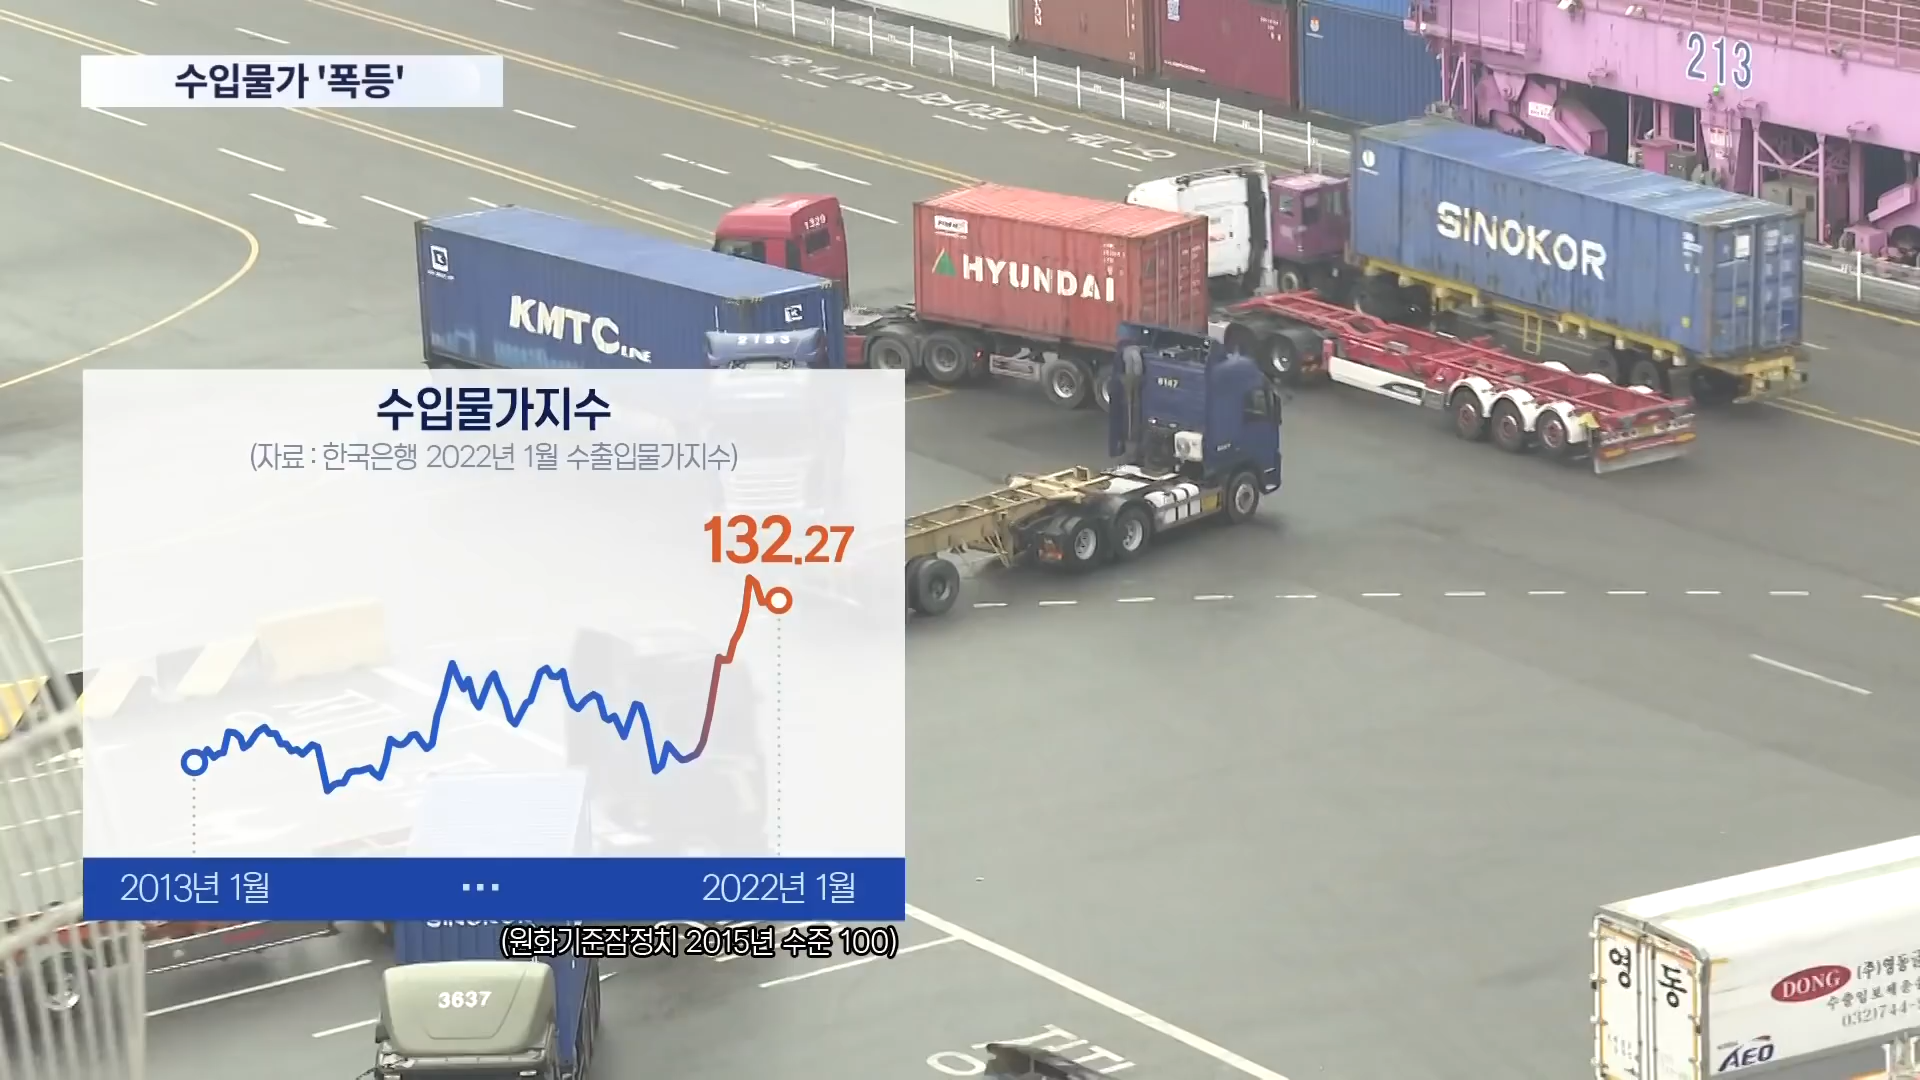 수입물가 '폭등'
213
1329
SINOKOR
HYUNDAI
KMTC LINE
8147
수입물가지수
(자료 : 한국은행 2022년 1월 수출입물가지수)
132.27
2013년 1월 ··· 2022년 1월
SINOKOR
(원화기준잠정치 2015년 수준 100)
3637
영동
DONG
AEO